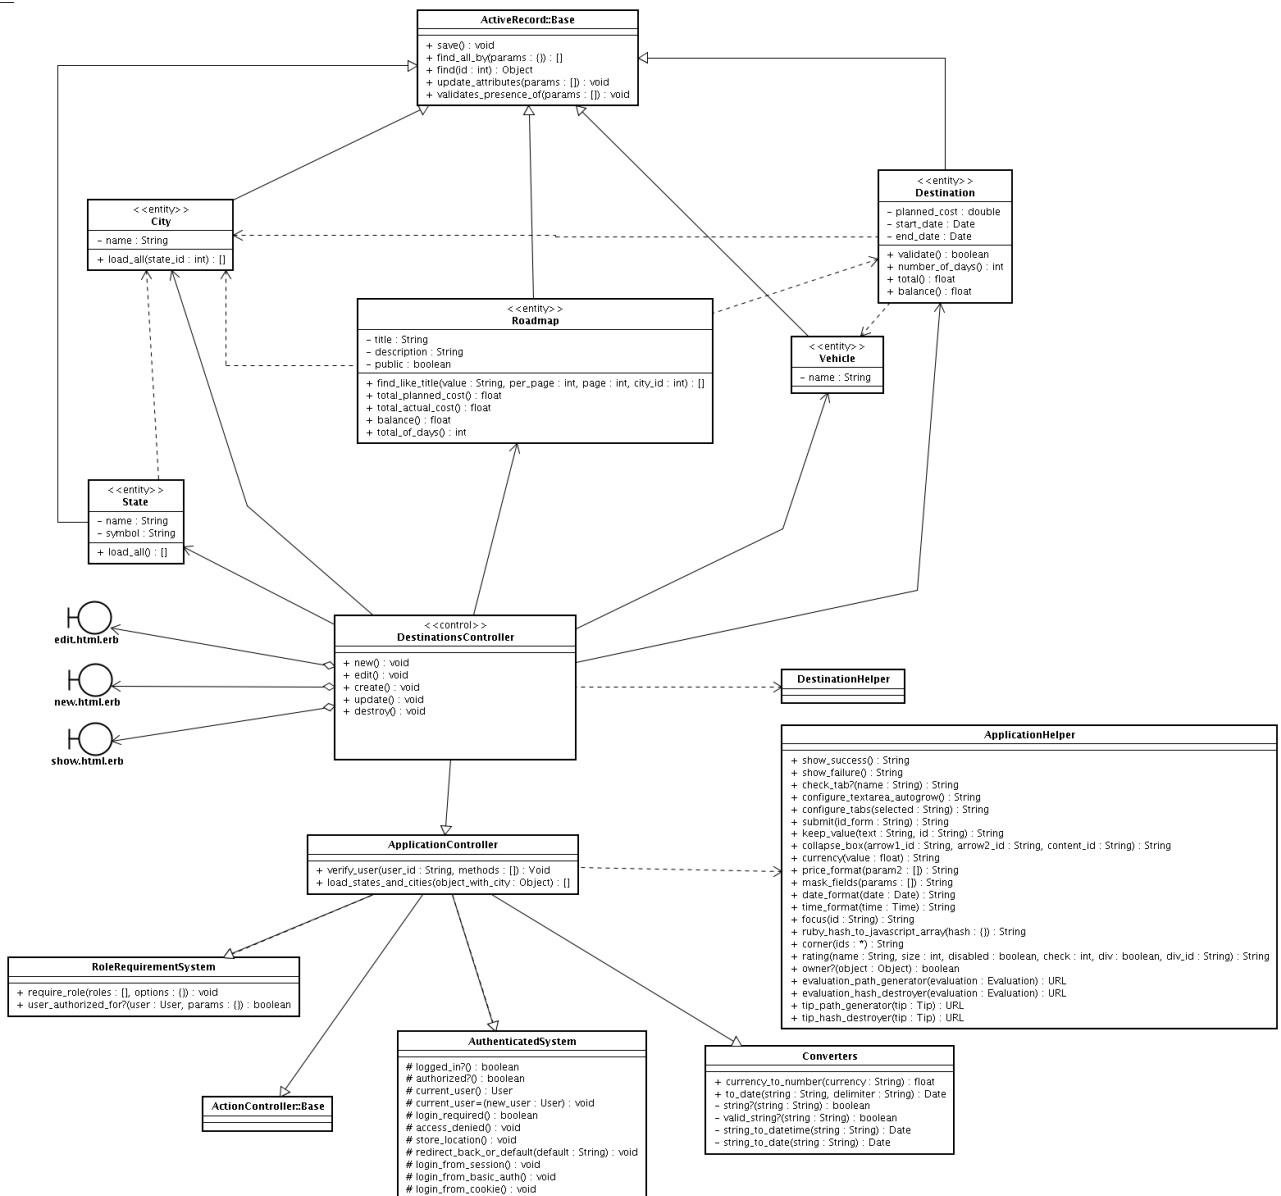 ActiveRecord::Base
+ save() : void
+ find_all_by(params : {}) : []
+ find(id : int) : Object
+ update_attributes(params : []) : void
+ validates_presence_of(params : []) : void
<<entity>>
Destination
- planned_cost : double
- start_date : Date
- end_date : Date
+ validate() : boolean
+ number_of_days() : int
+ total() : float
+ balance() : float
<<entity>>
City
- name : String
+ load_all(state_id : int) : []
<<entity>>
Roadmap
- title : String
- description : String
- public : boolean
+ find_like_title(value : String, per_page : int, page : int, city_id : int) : []
+ total_planned_cost() : float
+ total_actual_cost() : float
+ balance() : float
+ total_of_days() : int
<<entity>>
Vehicle
- name : String
<<entity>>
State
- name : String
- symbol : String
+ load_all() : []
edit.html.erb
new.html.erb
show.html.erb
<<control>>
DestinationsController
+ new() : void
+ edit() : void
+ create() : void
+ update() : void
+ destroy() : void
DestinationHelper
ApplicationHelper
+ show_success() : String
+ show_failure() : String
+ check_tab?(name : String) : String
+ configure_textarea_autogrow() : String
+ configure_tabs(selected : String) : String
+ submit(id_form : String) : String
+ keep_value(text : String, id : String) : String
+ collapse_box(arrow1_id : String, arrow2_id : String, content_id : String) : String
+ currency(value : float) : String
+ price_format(param2 : []) : String
+ mask_fields(params : []) : String
+ date_format(date : Date) : String
+ time_format(time : Time) : String
+ focus(id : String) : String
+ ruby_hash_to_javascript_array(hash : {}) : String
+ corner(ids : *) : String
+ rating(name : String, size : int, disabled : boolean, check : int, div : boolean, div_id : String) : String
+ owner?(object : Object) : boolean
+ evaluation_path_generator(evaluation : Evaluation) : URL
+ evaluation_hash_destroyer(evaluation : Evaluation) : URL
+ tip_path_generator(tip : Tip) : URL
+ tip_hash_destroyer(tip : Tip) : URL
ApplicationController
+ verify_user(user_id : String, methods : []) : Void
+ load_states_and_cities(object_with_city : Object) : []
RoleRequirementSystem
+ require_role(roles : [], options : {}) : void
+ user_authorized_for?(user : User, params : {}) : boolean
ActionController::Base
AuthenticatedSystem
# logged_in?() : boolean
# authorized?() : boolean
# current_user() : User
# current_user=(new_user : User) : void
# login_required() : boolean
# access_denied() : void
# store_location() : void
# redirect_back_or_default(default : String) : void
# login_from_session() : void
# login_from_basic_auth() : void
# login_from_cookie() : void
Converters
+ currency_to_number(currency : String) : float
+ to_date(string : String, delimiter : String) : Date
- string?(string : String) : boolean
- valid_string?(string : String) : boolean
- string_to_datetime(string : String) : Date
- string_to_date(string : String) : Date